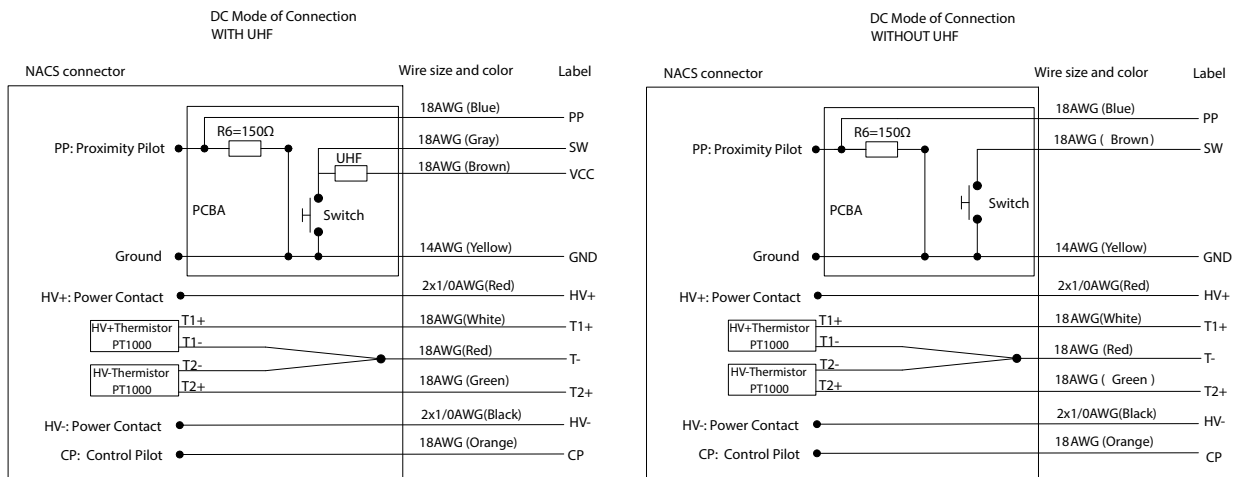 DC Mode of Connection
WITH UHF
NACS connector
Wire size and color
Label
18AWG (Blue)
PP
R6=150Ω
PP: Proximity Pilot
18AWG (Gray)
SW
UHF
18AWG (Brown)
VCC
PCBA
Switch
Ground
14AWG (Yellow)
GND
2x1/0AWG(Red)
HV+: Power Contact
HV+
HV+Thermistor
PT1000
T1+
18AWG(White)
T1+
T1-
18AWG(Red)
T-
HV-Thermistor
PT1000
T2-
T2+
18AWG (Green)
T2+
2x1/0AWG(Black)
HV-: Power Contact
HV-
18AWG (Orange)
CP: Control Pilot
CP
DC Mode of Connection
WITHOUT UHF
NACS connector
Wire size and color
Label
18AWG (Blue)
PP
R6=150Ω
PP: Proximity Pilot
18AWG ( Brown)
SW
PCBA
Switch
Ground
14AWG (Yellow)
GND
2x1/0AWG(Red)
HV+: Power Contact
HV+
HV+Thermistor
PT1000
T1+
18AWG(White)
T1+
T1-
18AWG (Red)
T-
HV-Thermistor
PT1000
T2-
T2+
18AWG ( Green )
T2+
2x1/0AWG(Black)
HV-: Power Contact
HV-
18AWG (Orange)
CP: Control Pilot
CP